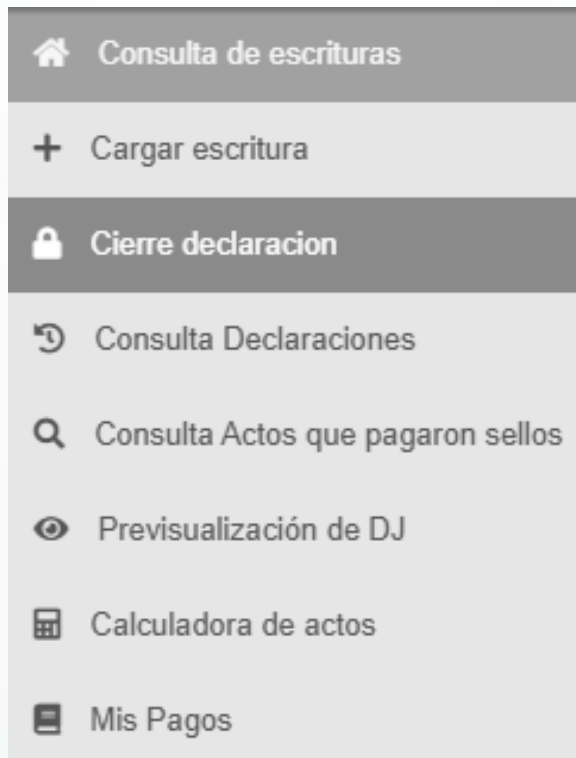 Consulta de escrituras
Cargar escritura
Cierre declaracion
Consulta Declaraciones
Consulta Actos que pagaron sellos
Previsualización de DJ
Calculadora de actos
Mis Pagos